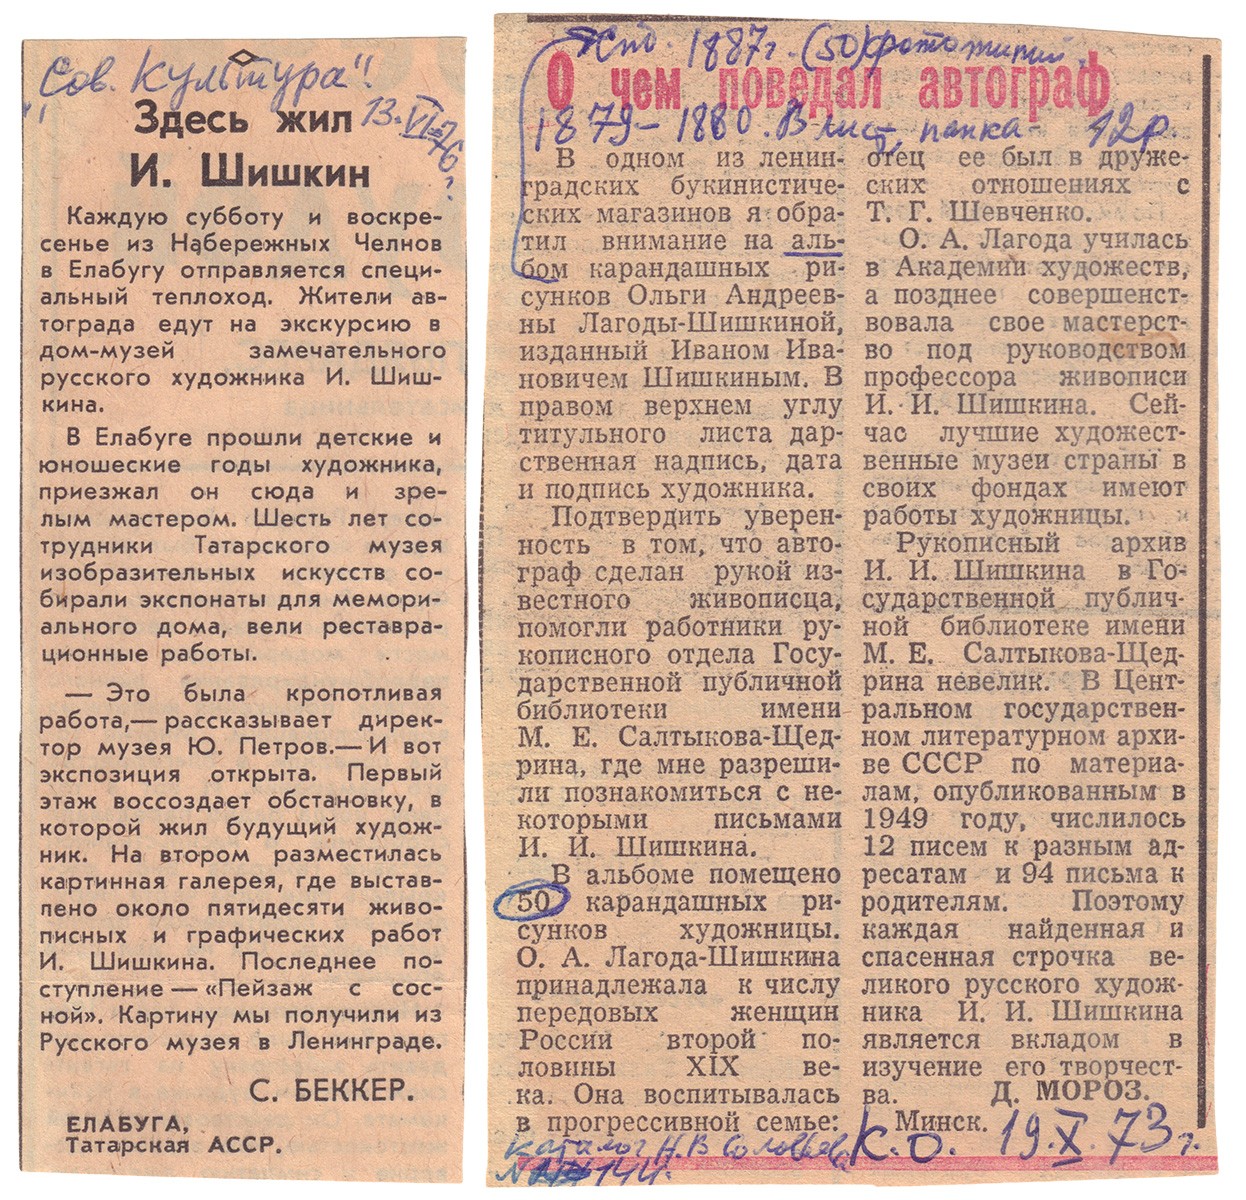 Сов. Культура"!
13.VI-76?
Здесь жил
И. Шишкин
Каждую субботу и воскре-
сенье из Набережных Челнов
в Елабугу отправляется специ-
альный теплоход. Жители ав-
тограда едут на экскурсию в
дом-музей замечательного
русского художника И. Шиш-
кина.
В Елабуге прошли детские и
юношеские годы художника,
приезжал он сюда и зре-
лым мастером. Шесть лет со-
трудники Татарского музея
изобразительных искусств со-
бирали экспонаты для мемори-
ального дома, вели реставра-
ционные работы.
— Это была кропотливая
работа,— рассказывает дирек-
тор музея Ю. Петров.— И вот
экспозиция открыта. Первый
этаж воссоздает обстановку, в
которой жил будущий худож-
ник. На втором разместилась
картинная галерея, где выстав-
лено около пятидесяти живо-
писных и графических работ
И. Шишкина. Последнее по-
ступление — «Пейзаж с сос-
ной». Картину мы получили из
Русского музея в Ленинграде.
С. БЕККЕР.
ЕЛАБУГА,
Татарская АССР.
Спб. 1887г. (50) фототипий.
О чем поведал автограф
1879–1880. В лист, папка- 12р.
В одном из ленин-
градских букинистиче-
ских магазинов я обра-
тил внимание на аль-
бом карандашных ри-
сунков Ольги Андреев-
ны Лагоды-Шишкиной,
изданный Иваном Ива-
новичем Шишкиным. В
правом верхнем углу
титульного листа дар-
ственная надпись, дата
и подпись художника.
Подтвердить уверен-
ность в том, что авто-
граф сделан рукой из-
вестного живописца,
помогли работники ру-
кописного отдела Госу-
дарственной публичной
библиотеки имени
М. Е. Салтыкова-Щед-
рина, где мне разреши-
ли познакомиться с не-
которыми письмами
И. И. Шишкина.
В альбоме помещено
50 карандашных ри-
сунков художницы.
О. А. Лагода-Шишкина
принадлежала к числу
передовых женщин
России второй по-
ловины XIX ве-
ка. Она воспитывалась
в прогрессивной семье:
отец ее был в друже-
ских отношениях с
Т. Г. Шевченко.
О. А. Лагода училась
в Академии художеств,
а позднее совершенст-
вовала свое мастерст-
во под руководством
профессора живописи
И. И. Шишкина. Сей-
час лучшие художест-
венные музеи страны в
своих фондах имеют
работы художницы.
Рукописный архив
И. И. Шишкина в Го-
сударственной публич-
ной библиотеке имени
М. Е. Салтыкова-Щед-
рина невелик. В Цент-
ральном государствен-
ном литературном архи-
ве СССР по материа-
лам, опубликованным в
1949 году, числилось
12 писем к разным ад-
ресатам и 94 письма к
родителям. Поэтому
каждая найденная и
спасенная строчка ве-
ликого русского худож-
ника И. И. Шишкина
является вкладом в
изучение его творчест-
ва.
Д. МОРОЗ.
Минск.
К.О. 19.X.73г.
каталог Н.В Соловьев
144.